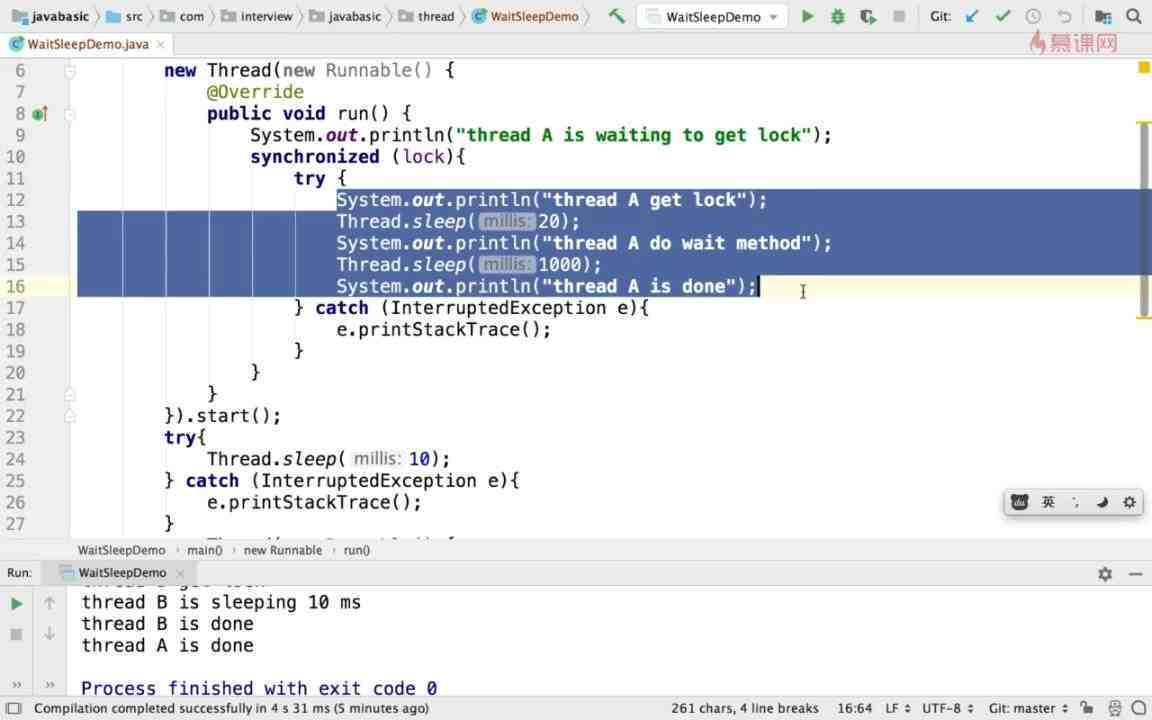 javabasic src com interview javabasic thread WaitSleepDemo WaitSleepDemo Git:
慕课网
WaitSleepDemo.java
6 new Thread(new Runnable() {
7 @Override
8 public void run() {
9 System.out.println("thread A is waiting to get lock");
10 synchronized (lock){
11 try {
12 System.out.println("thread A get lock");
13 Thread.sleep( millis: 20);
14 System.out.println("thread A do wait method");
15 Thread.sleep( millis: 1000);
16 System.out.println("thread A is done");
17 } catch (InterruptedException e){
18 e.printStackTrace();
19 }
20 }
21 }
22 }).start();
23 try{
24 Thread.sleep( millis: 10);
25 } catch (InterruptedException e){
26 e.printStackTrace();
27 }
英
WaitSleepDemo main() new Runnable run()
Run: WaitSleepDemo
thread B is sleeping 10 ms
thread B is done
thread A is done
Process finished with exit code 0
Compilation completed successfully in 4 s 31 ms (5 minutes ago) 261 chars, 4 line breaks 16:64 LF UTF-8 Git: master